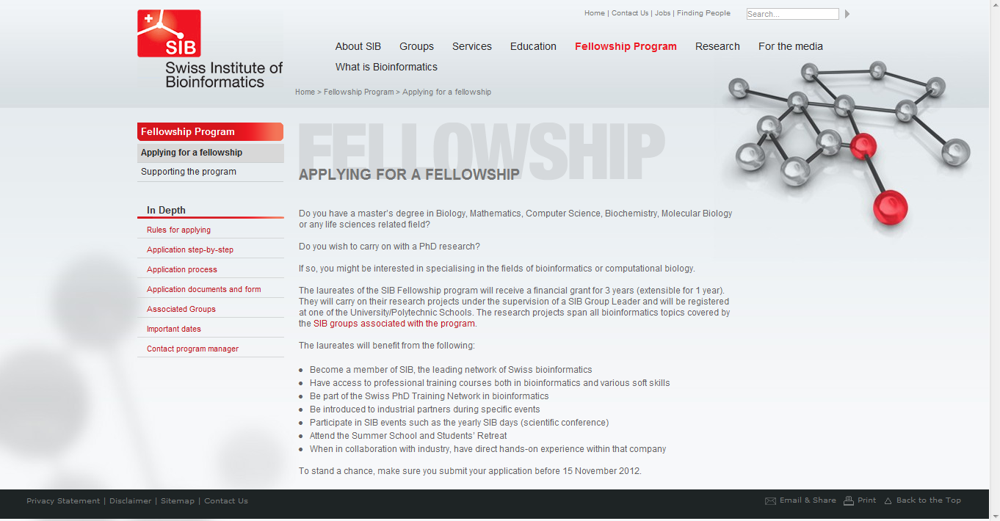 Home | Contact Us | Jobs | Finding People
Search...
SIB
Swiss Institute of
Bioinformatics
About SIB Groups Services Education Fellowship Program Research For the media
What is Bioinformatics
Home > Fellowship Program > Applying for a fellowship
Fellowship Program
Applying for a fellowship
Supporting the program
In Depth
Rules for applying
Application step-by-step
Application process
Application documents and form
Associated Groups
Important dates
Contact program manager
FELLOWSHIP
APPLYING FOR A FELLOWSHIP
Do you have a master's degree in Biology, Mathematics, Computer Science, Biochemistry, Molecular Biology
or any life sciences related field?
Do you wish to carry on with a PhD research?
If so, you might be interested in specialising in the fields of bioinformatics or computational biology.
The laureates of the SIB Fellowship program will receive a financial grant for 3 years (extensible for 1 year).
They will carry on their research projects under the supervision of a SIB Group Leader and will be registered
at one of the University/Polytechnic Schools. The research projects span all bioinformatics topics covered by
the SIB groups associated with the program.
The laureates will benefit from the following:
● Become a member of SIB, the leading network of Swiss bioinformatics
● Have access to professional training courses both in bioinformatics and various soft skills
● Be part of the Swiss PhD Training Network in bioinformatics
● Be introduced to industrial partners during specific events
● Participate in SIB events such as the yearly SIB days (scientific conference)
● Attend the Summer School and Students' Retreat
● When in collaboration with industry, have direct hands-on experience within that company
To stand a chance, make sure you submit your application before 15 November 2012.
Privacy Statement | Disclaimer | Sitemap | Contact Us
Email & Share Print Back to the Top